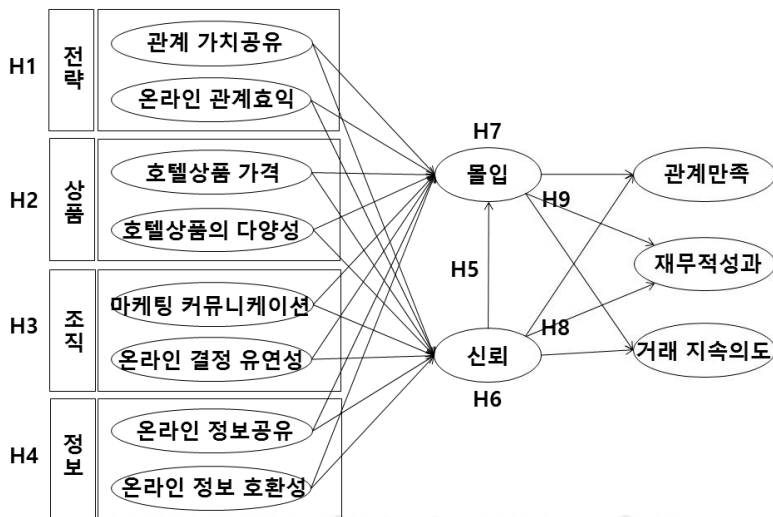 H1
전략
관계 가치공유
온라인 관계효익
H2
상품
호텔상품 가격
호텔상품의 다양성
H3
조직
마케팅 커뮤니케이션
온라인 결정 유연성
H4
정보
온라인 정보공유
온라인 정보 호환성
H7
몰입
H9
H5
신뢰
H8
H6
관계만족
재무적성과
거래 지속의도